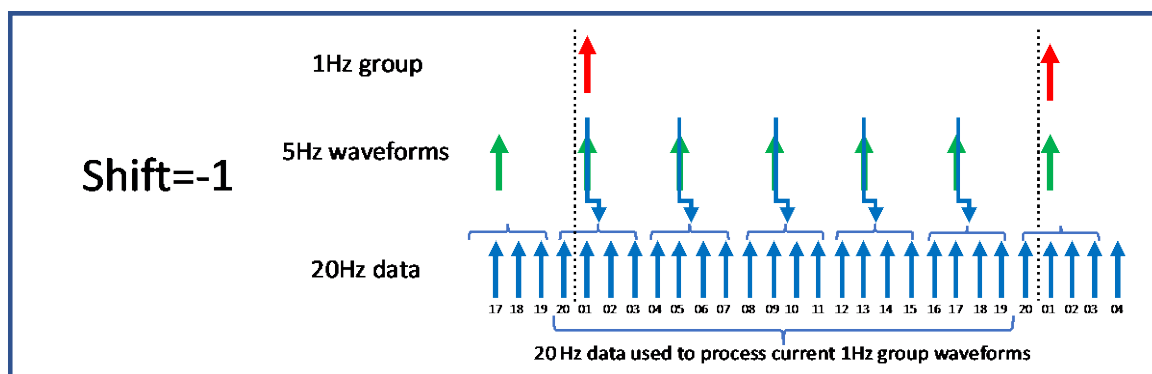 1Hz group
5Hz waveforms
Shift=-1
20Hz data
17 18 19 20 01 02 03 04 05 06 07 08 09 10 11 12 13 14 15 16 17 18 19 20 01 02 03 04
20 Hz data used to process current 1Hz group waveforms